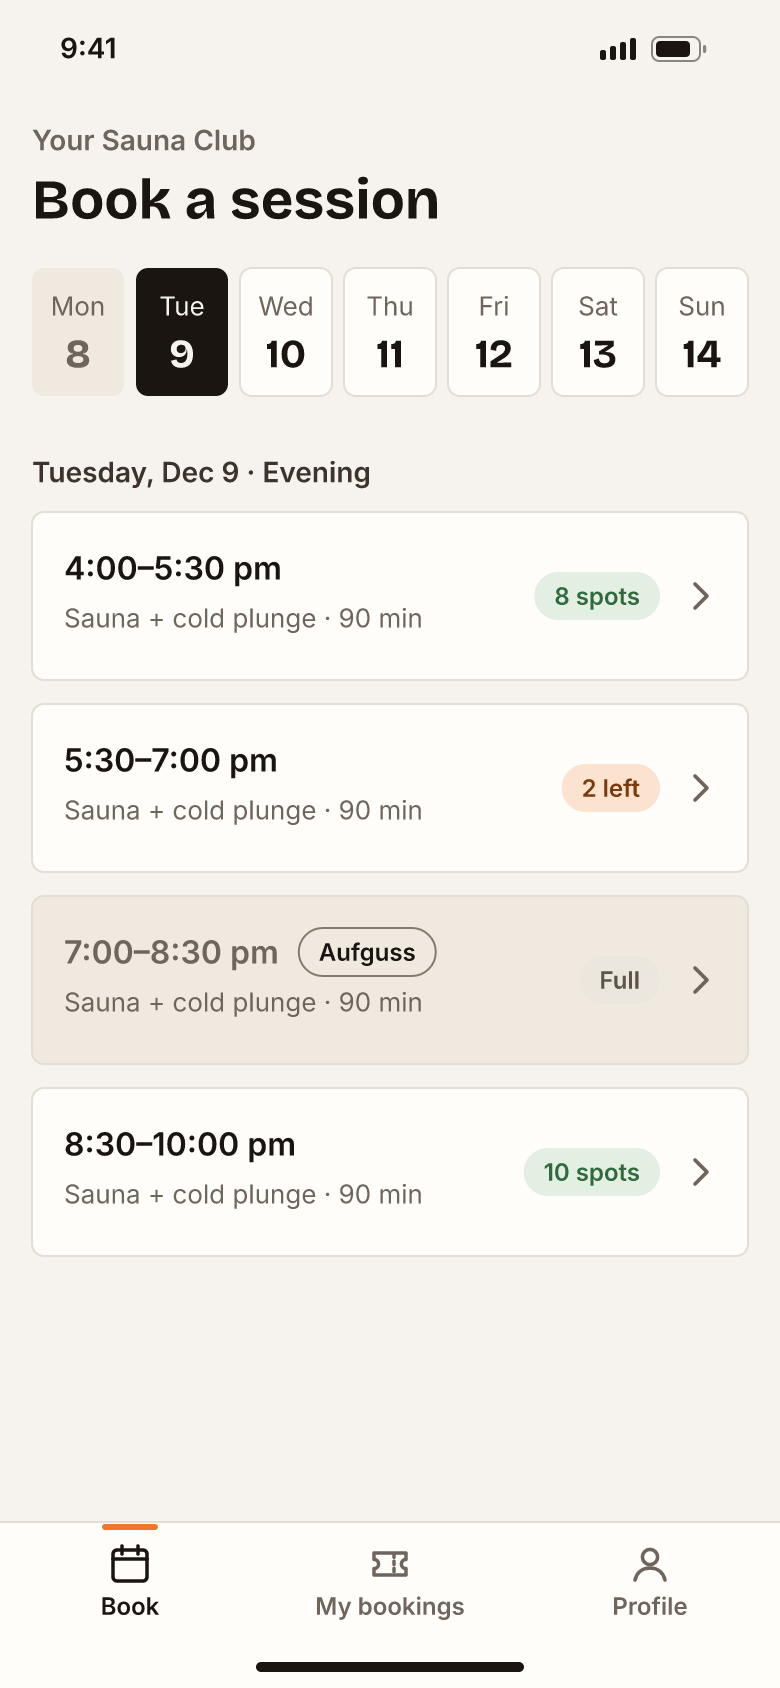 9:41
Your Sauna Club
Book a session
Mon Tue Wed Thu Fri Sat Sun
8 9 10 11 12 13 14
Tuesday, Dec 9 · Evening
4:00–5:30 pm
Sauna + cold plunge · 90 min
8 spots
5:30–7:00 pm
Sauna + cold plunge · 90 min
2 left
7:00–8:30 pm Aufguss
Sauna + cold plunge · 90 min
Full
8:30–10:00 pm
Sauna + cold plunge · 90 min
10 spots
Book My bookings Profile